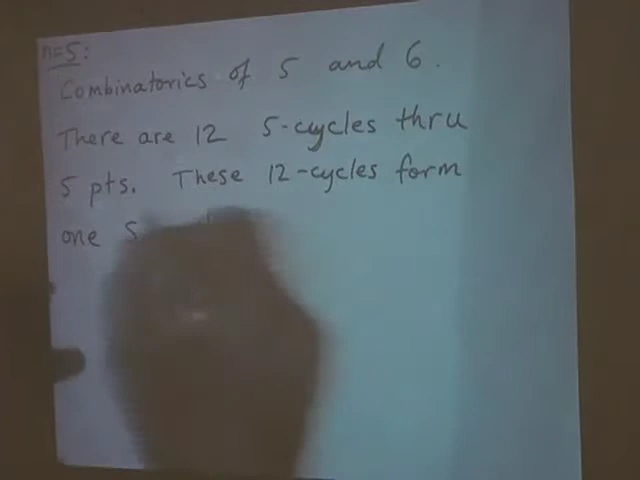 n=5:
Combinatorics of 5 and 6.
There are 12 5-cycles thru
5 pts. These 12-cycles form
one